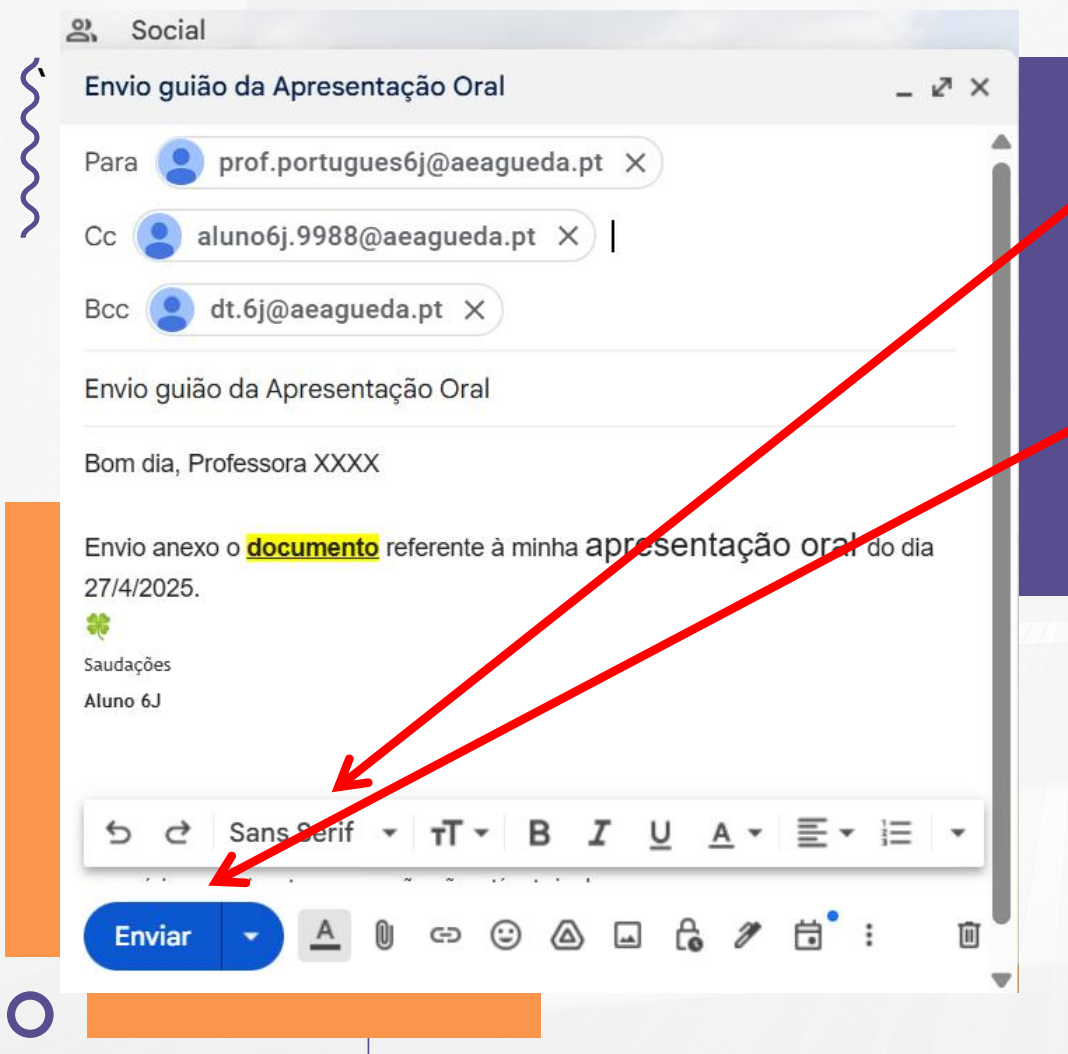 Social
Envio guião da Apresentação Oral
Para prof.portugues6j@aeagueda.pt
Cc aluno6j.9988@aeagueda.pt
Bcc dt.6j@aeagueda.pt
Envio guião da Apresentação Oral
Bom dia, Professora XXXX
Envio anexo o documento referente à minha apresentação oral do dia
27/4/2025.
Saudações
Aluno 6J
Sans Serif
Enviar